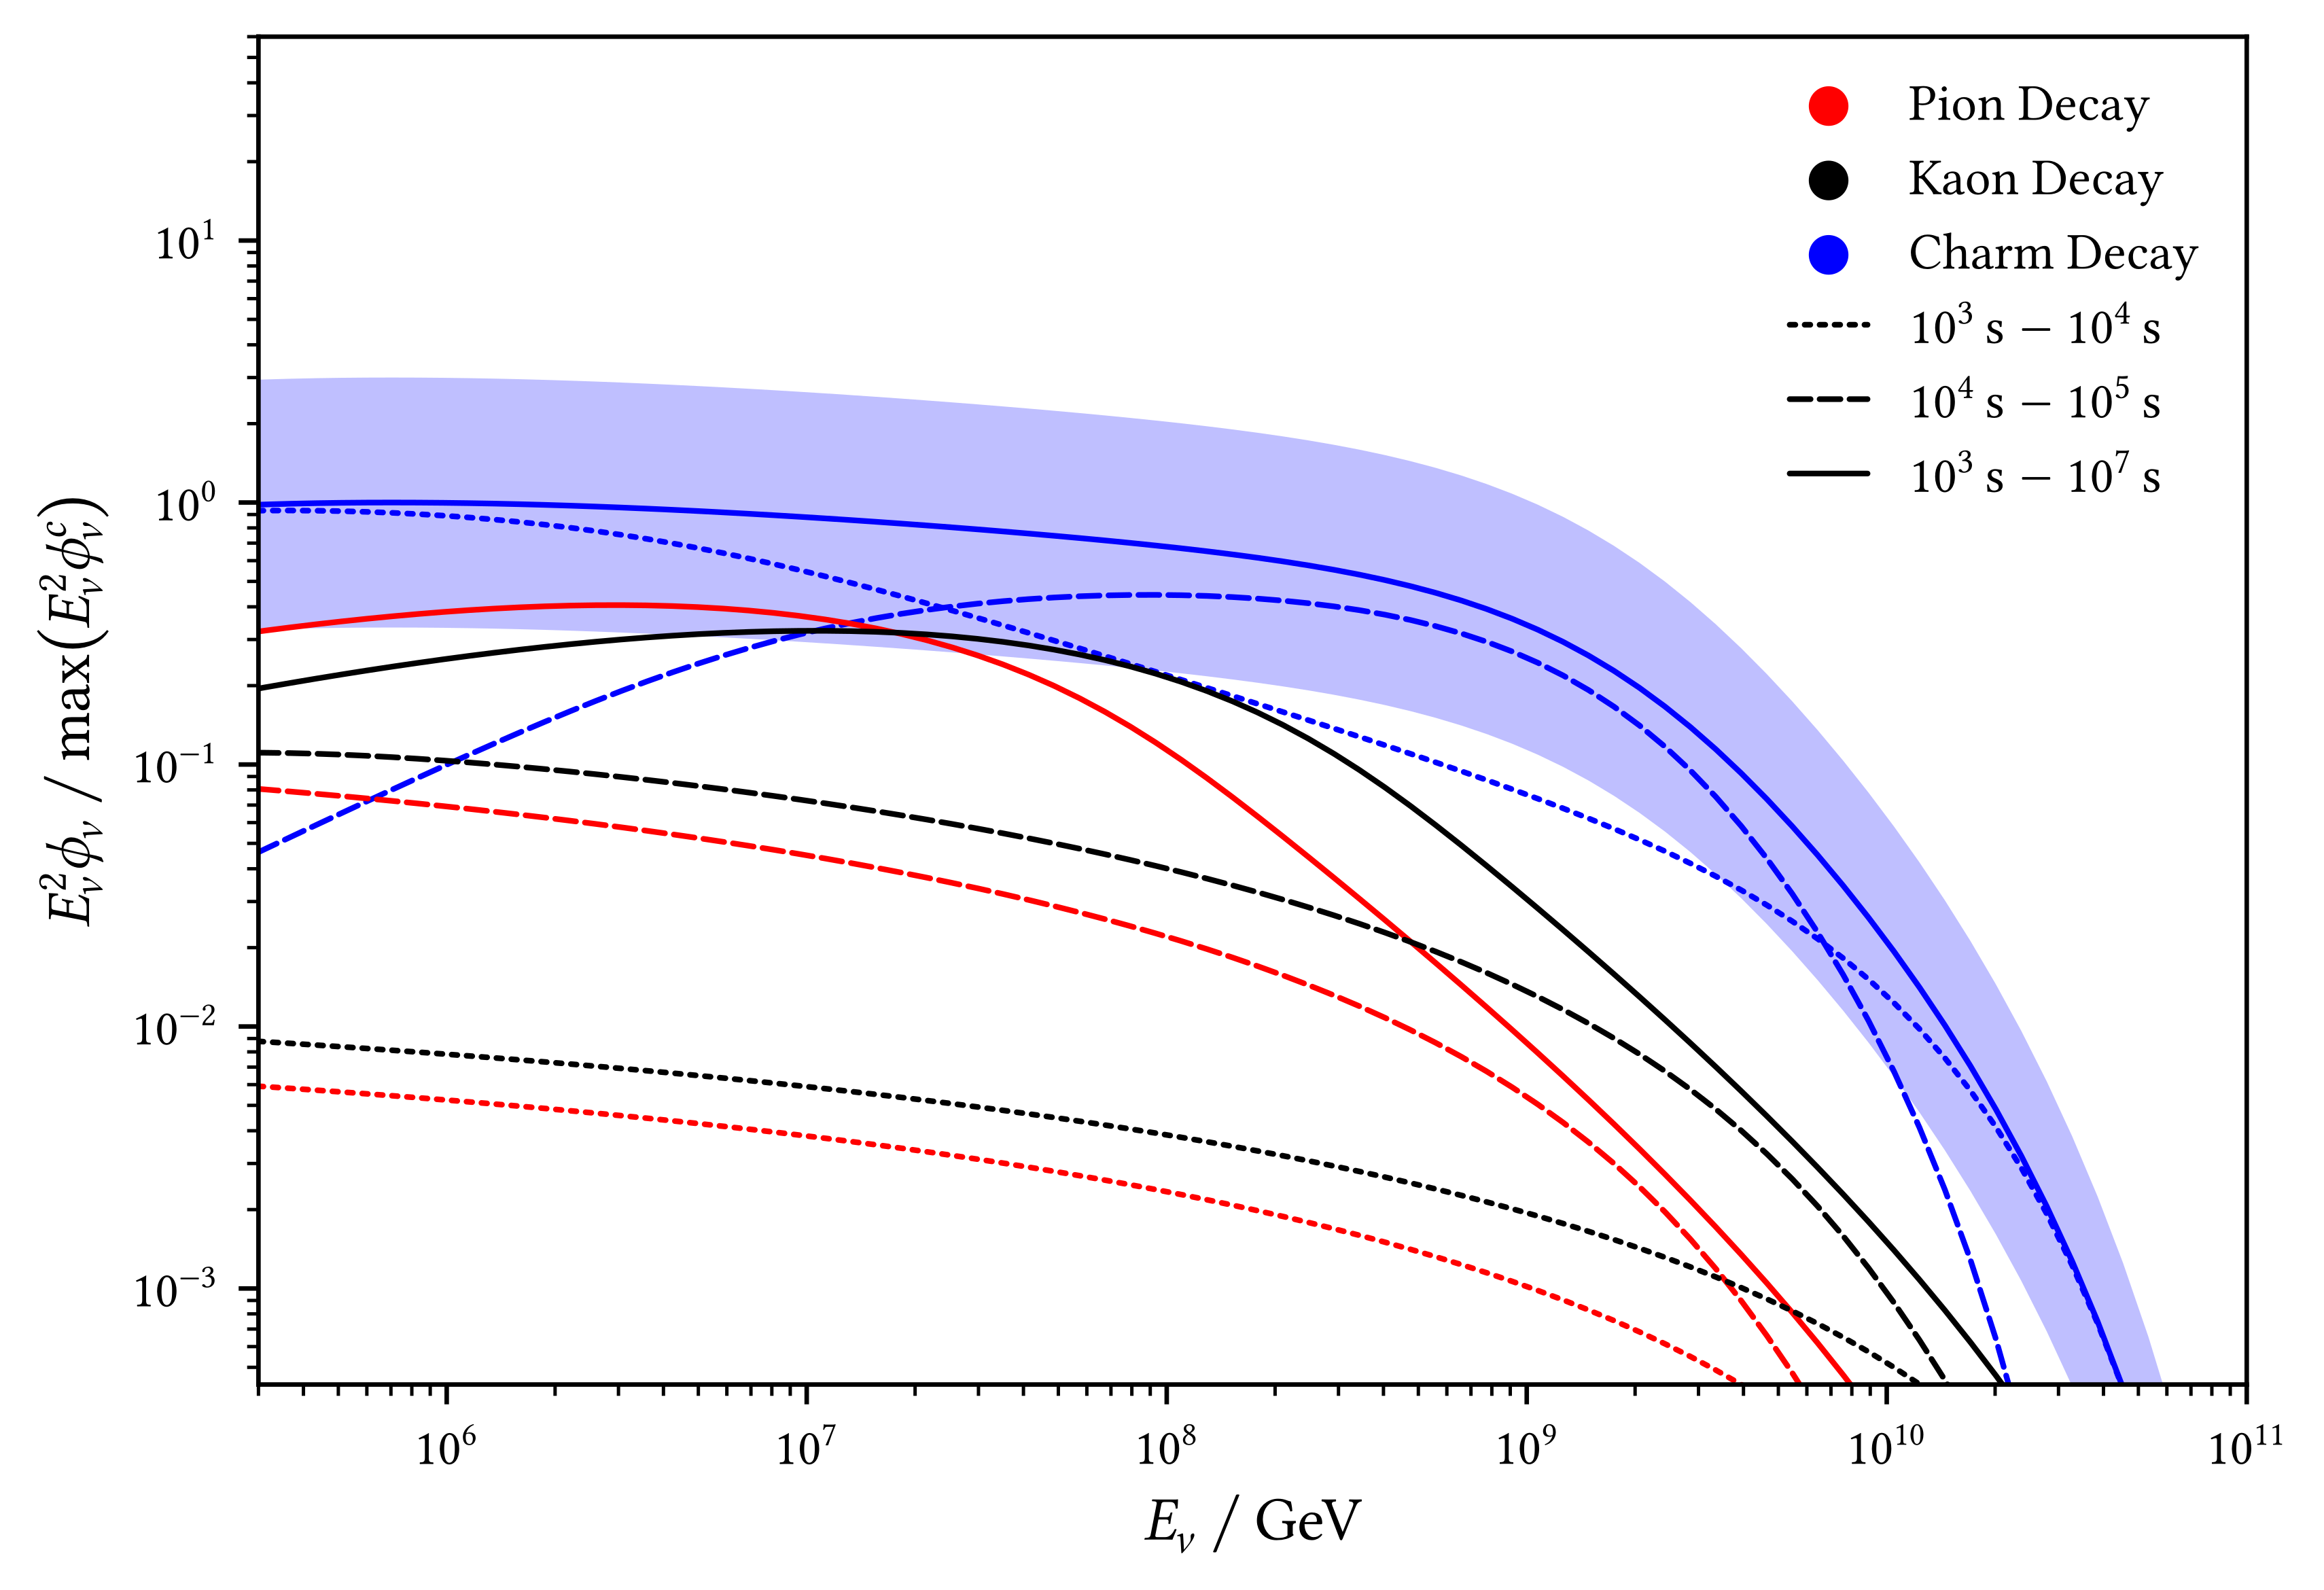 Pion Decay
Kaon Decay
Charm Decay
10³ s – 10⁴ s
10⁴ s – 10⁵ s
10³ s – 10⁷ s
10¹
10⁰
10⁻¹
10⁻²
10⁻³
E²ᵥϕᵥ / max(E²ᵥϕᶜᵥ)
10⁶ 10⁷ 10⁸ 10⁹ 10¹⁰ 10¹¹
Eᵥ / GeV